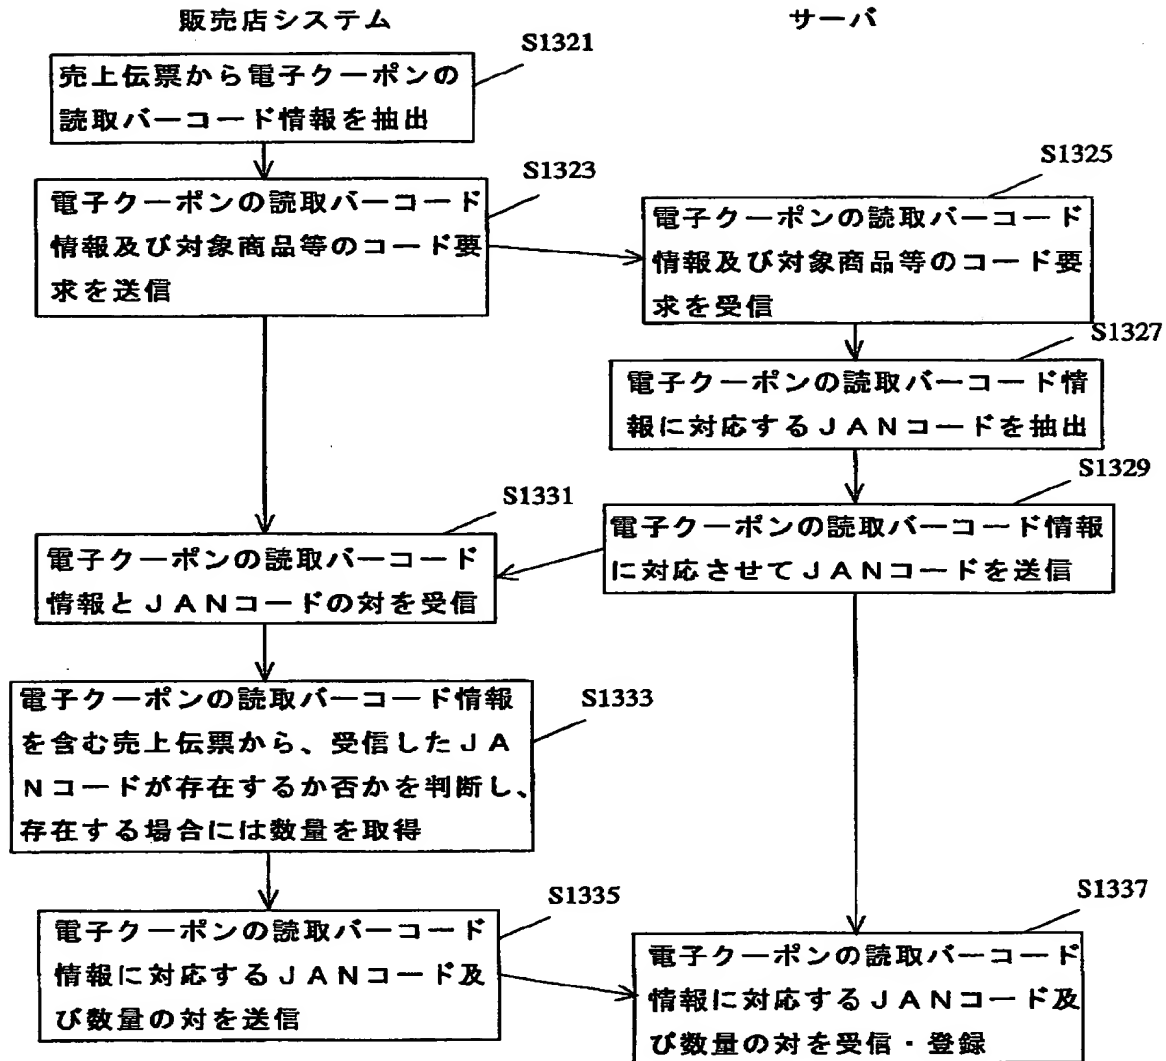 販売店システム
サーバ
S1321
売上伝票から電子クーポンの
読取バーコード情報を抽出
S1323
電子クーポンの読取バーコード
情報及び対象商品等のコード要
求を送信
S1325
電子クーポンの読取バーコード
情報及び対象商品等のコード要
求を受信
S1327
電子クーポンの読取バーコード情
報に対応するJANコードを抽出
S1329
電子クーポンの読取バーコード情報
に対応させてJANコードを送信
S1331
電子クーポンの読取バーコード
情報とJANコードの対を受信
S1333
電子クーポンの読取バーコード情報
を含む売上伝票から、受信したJA
Nコードが存在するか否かを判断し、
存在する場合には数量を取得
S1335
電子クーポンの読取バーコード
情報に対応するJANコード及
び数量の対を送信
S1337
電子クーポンの読取バーコード
情報に対応するJANコード及
び数量の対を受信・登録